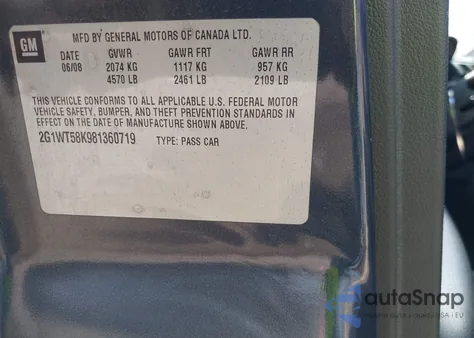 GM
MFD BY GENERAL MOTORS OF CANADA LTD.
DATE GVWR GAWR FRT GAWR RR
06/08 2074 KG 1117 KG 957 KG
4570 LB 2461 LB 2109 LB
THIS VEHICLE CONFORMS TO ALL APPLICABLE U.S. FEDERAL MOTOR
VEHICLE SAFETY, BUMPER, AND THEFT PREVENTION STANDARDS IN
EFFECT ON THE DATE OF MANUFACTURE SHOWN ABOVE.
2G1WT58K981360719 TYPE: PASS CAR
autaSnap